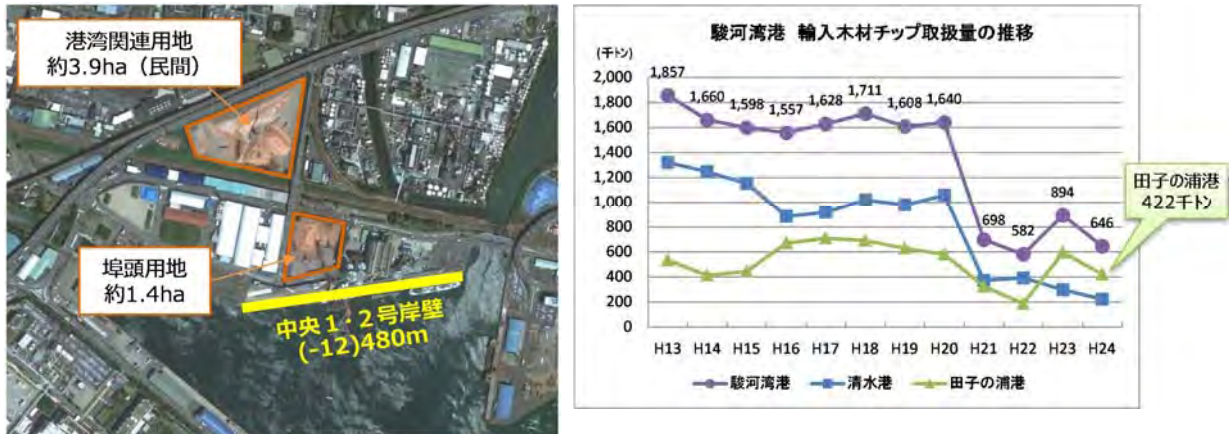 港湾関連用地
約3.9ha（民間）
埠頭用地
約1.4ha
中央１・２号岸壁
(-12)480m
駿河湾港 輸入木材チップ取扱量の推移
(千トン)
2,000
1,800
1,600
1,400
1,200
1,000
800
600
400
200
0
1,857
1,660
1,598
1,557
1,628
1,711
1,608
1,640
698
582
894
646
田子の浦港
422千トン
H13 H14 H15 H16 H17 H18 H19 H20 H21 H22 H23 H24
駿河湾港 清水港 田子の浦港